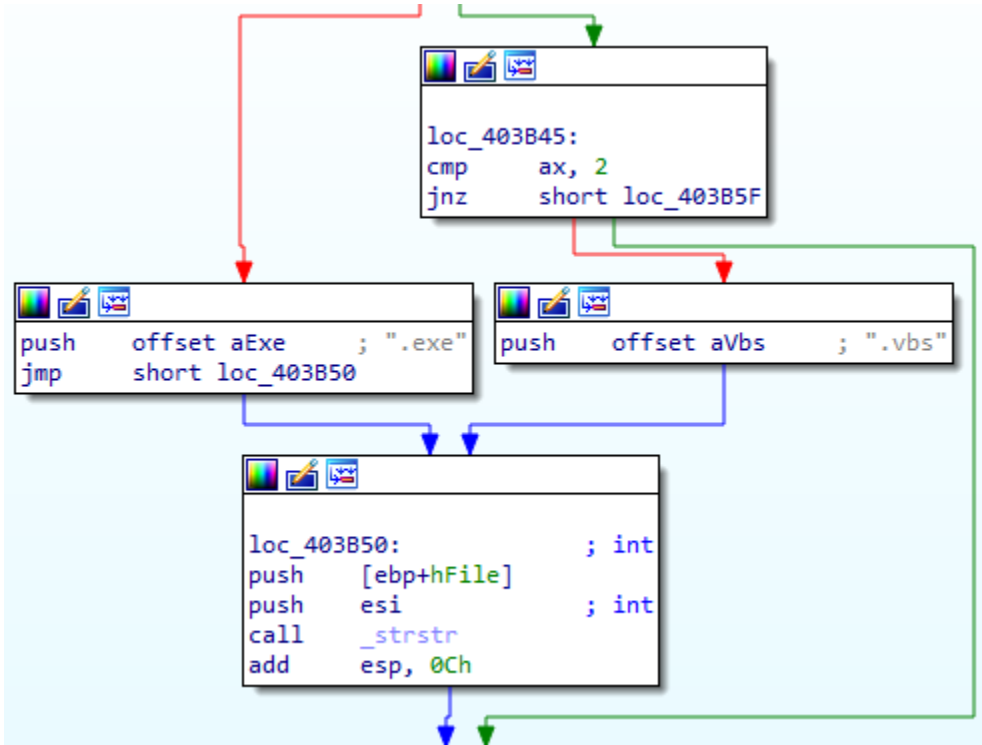 loc_403B45:
cmp ax, 2
jnz short loc_403B5F
push offset aExe ; ".exe"
jmp short loc_403B50
push offset aVbs ; ".vbs"
loc_403B50: ; int
push [ebp+hFile]
push esi ; int
call _strstr
add esp, 0Ch